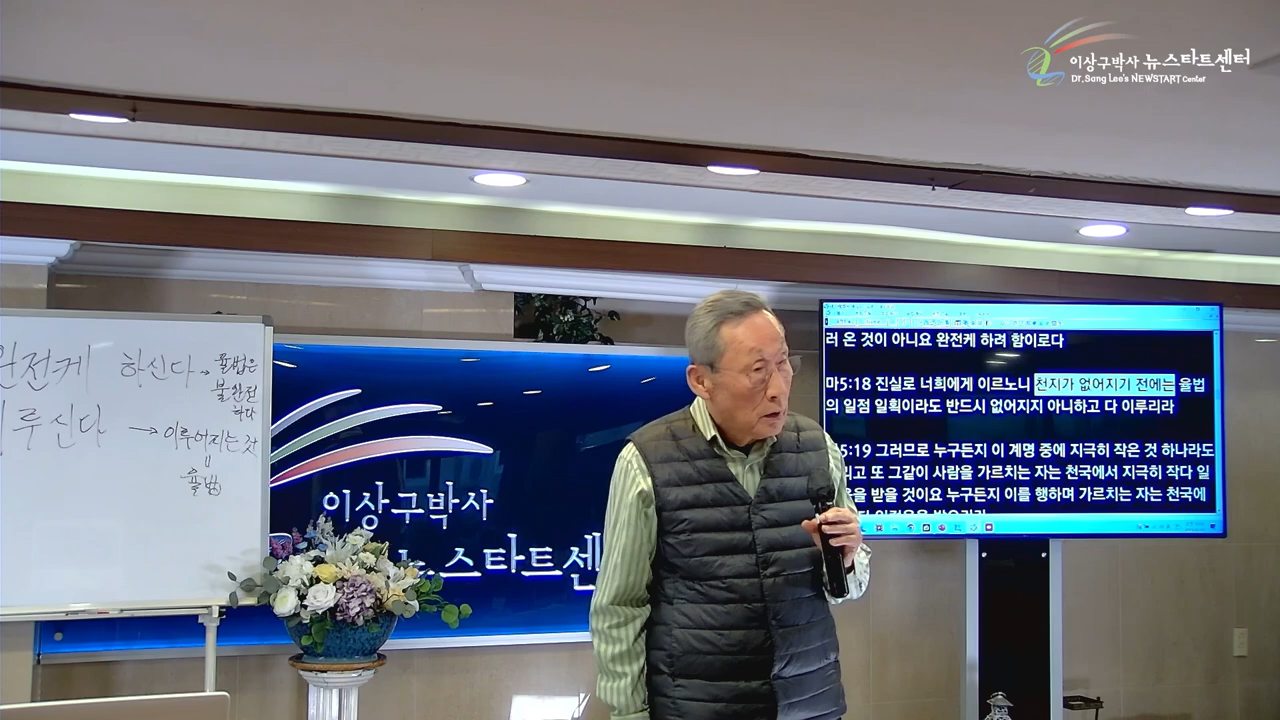 이상구박사 뉴스타트센터
Dr. Sang Lee's NEWSTART Center
완전케 하신다 → 율법은
불완전
하다
이루신다 → 이루어지는 것
율법
이상구박사
뉴스타트센
러 온 것이 아니요 완전케 하려 함이로다
마5:18 진실로 너희에게 이르노니 천지가 없어지기 전에는 율법
의 일점 일획이라도 반드시 없어지지 아니하고 다 이루리라
5:19 그러므로 누구든지 이 계명 중에 지극히 작은 것 하나라도
리고 또 그같이 사람을 가르치는 자는 천국에서 지극히 작다 일
음을 받을 것이요 누구든지 이를 행하며 가르치는 자는 천국에